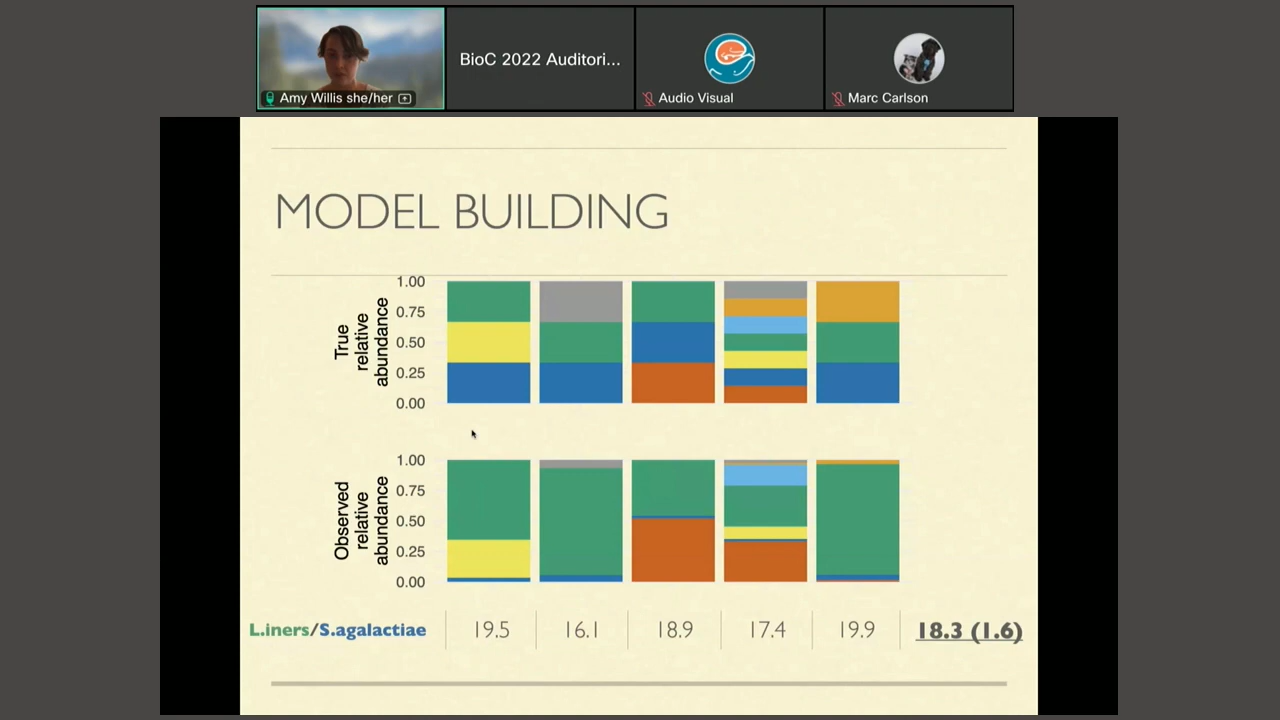 Amy Willis she/her
BioC 2022 Auditori...
Audio Visual
Marc Carlson
MODEL BUILDING
True
relative
abundance
1.00
0.75
0.50
0.25
0.00
Observed
relative
abundance
1.00
0.75
0.50
0.25
0.00
L.iners/S.agalactiae 19.5 16.1 18.9 17.4 19.9 18.3 (1.6)